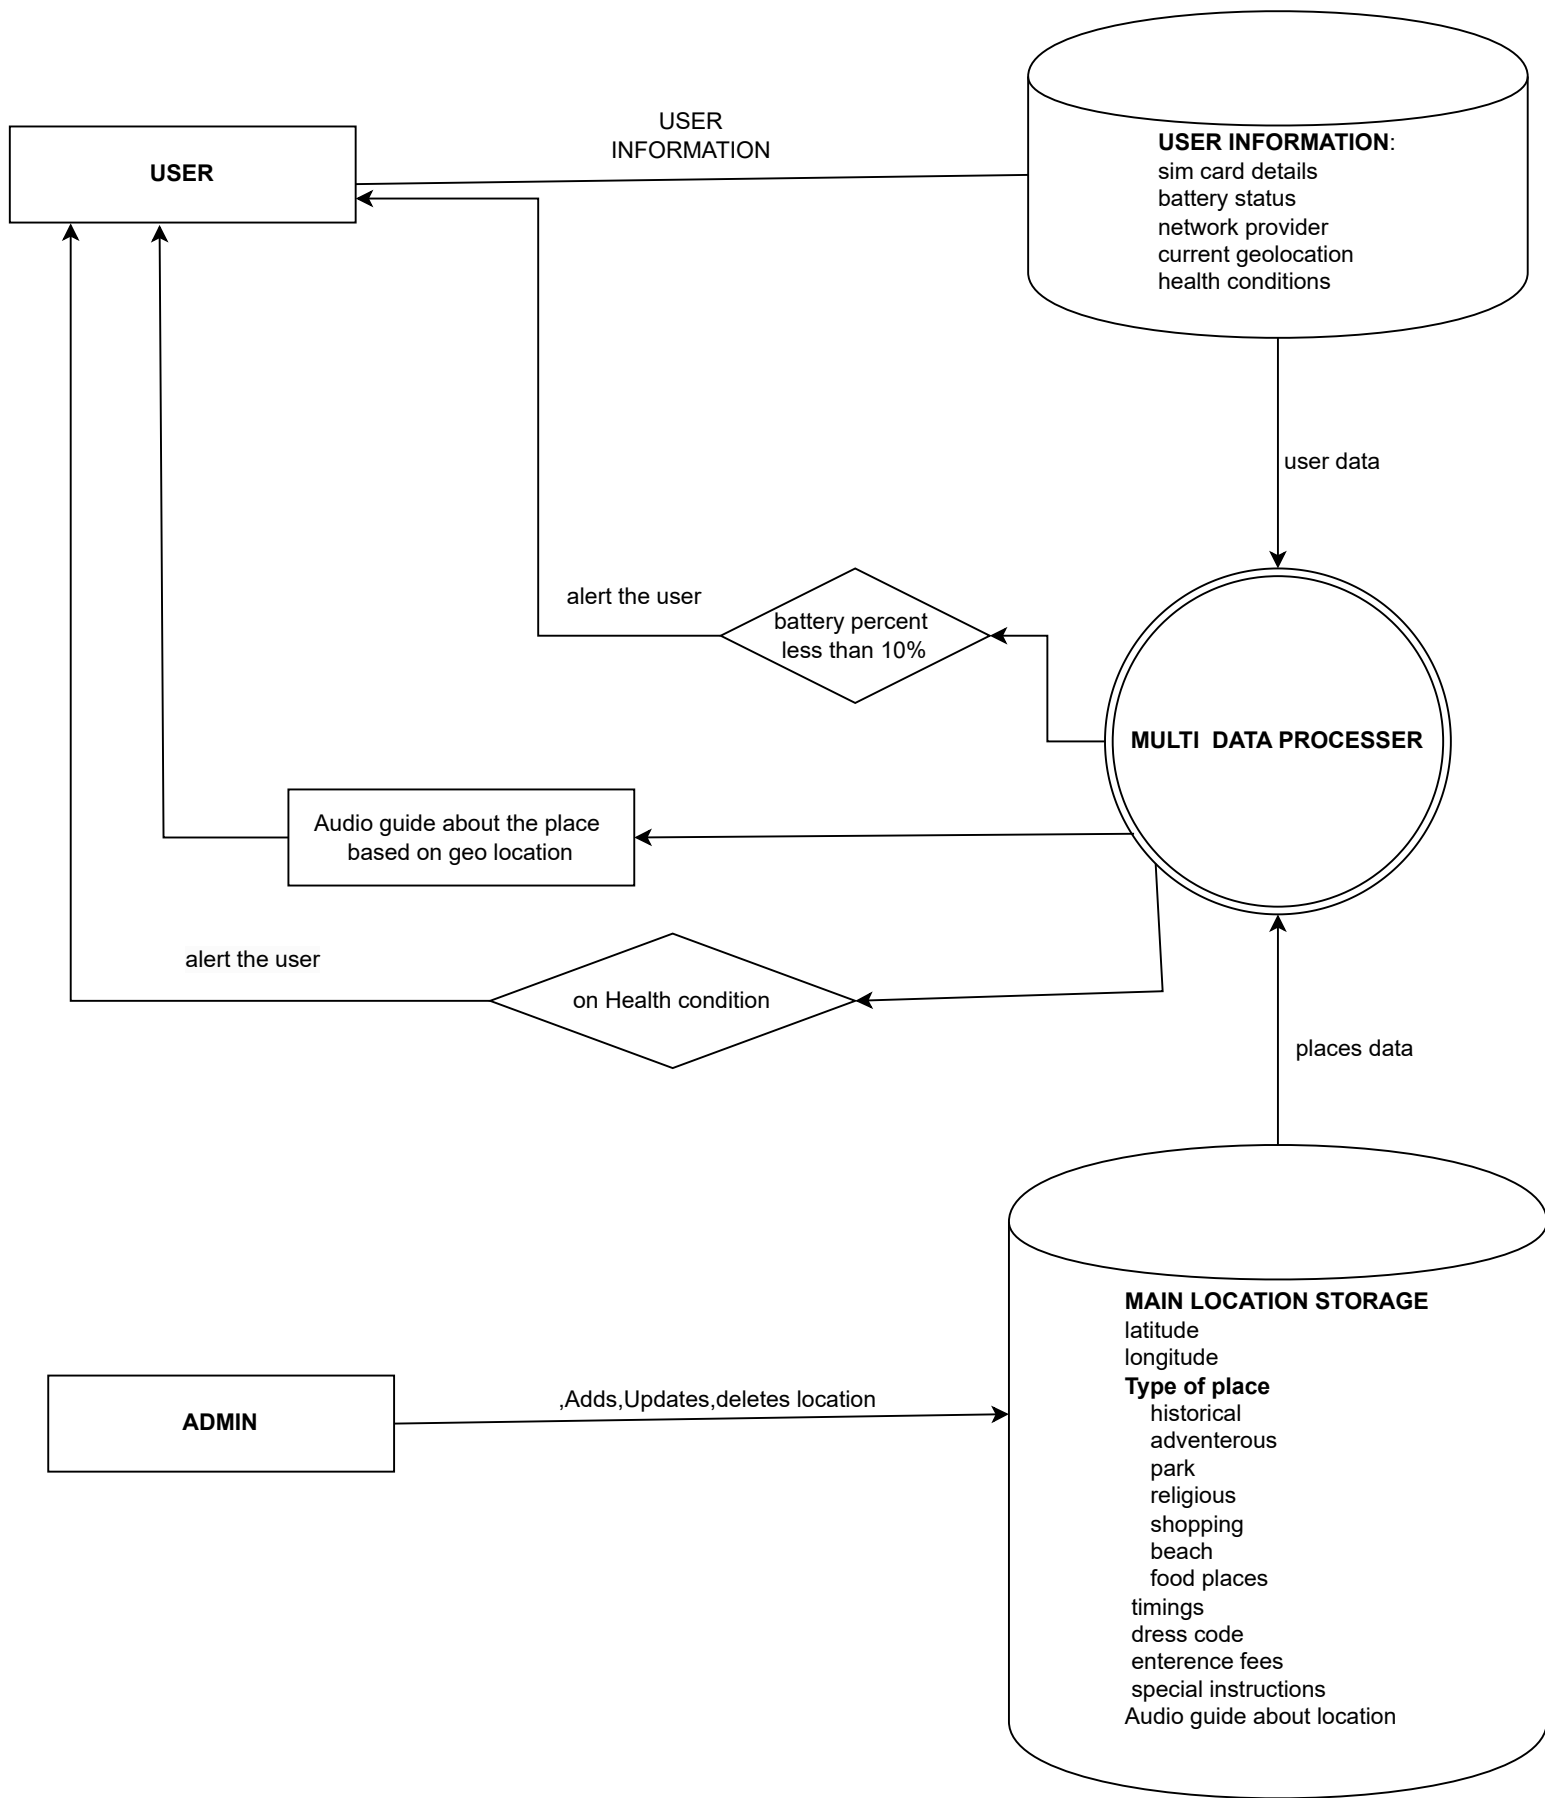 USER
INFORMATION
USER
USER INFORMATION:
sim card details
battery status
network provider
current geolocation
health conditions
user data
alert the user
battery percent
less than 10%
MULTI  DATA PROCESSER
Audio guide about the place
based on geo location
alert the user
on Health condition
places data
MAIN LOCATION STORAGE
latitude
longitude
Type of place
historical
adventerous
park
religious
shopping
beach
food places
timings
dress code
enterence fees
special instructions
Audio guide about location
,Adds,Updates,deletes location
ADMIN